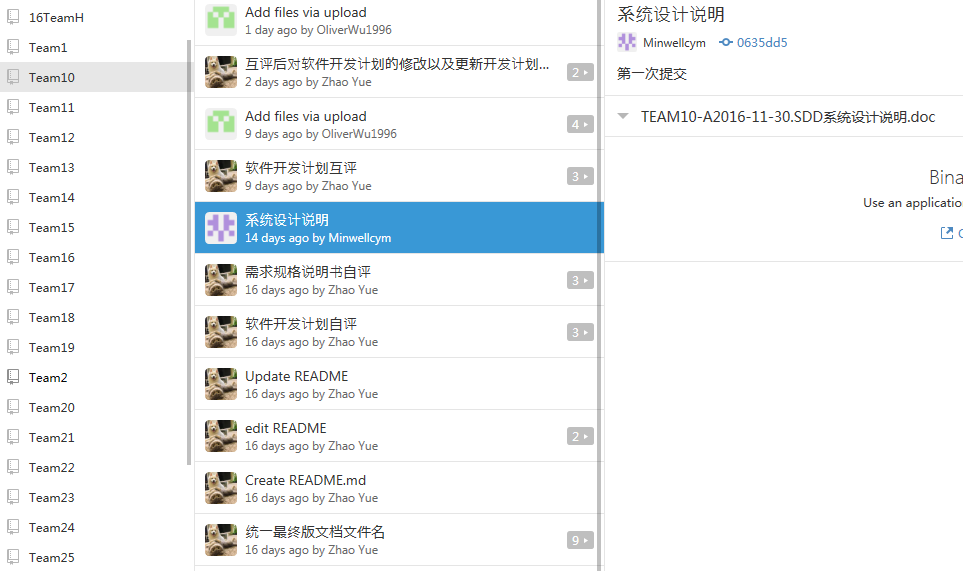 16TeamH
Team1
Team10
Team11
Team12
Team13
Team14
Team15
Team16
Team17
Team18
Team19
Team2
Team20
Team21
Team22
Team23
Team24
Team25
Add files via upload
1 day ago by OliverWu1996
互评后对软件开发计划的修改以及更新开发计划...
2 days ago by Zhao Yue
2
Add files via upload
9 days ago by OliverWu1996
4
软件开发计划互评
9 days ago by Zhao Yue
3
系统设计说明
14 days ago by Minwellcym
需求规格说明书自评
16 days ago by Zhao Yue
3
软件开发计划自评
16 days ago by Zhao Yue
3
Update README
16 days ago by Zhao Yue
edit README
16 days ago by Zhao Yue
2
Create README.md
16 days ago by Zhao Yue
统一最终版文档文件名
16 days ago by Zhao Yue
9
系统设计说明
Minwellcym 0635dd5
第一次提交
TEAM10-A2016-11-30.SDD系统设计说明.doc
Bina
Use an applicatio